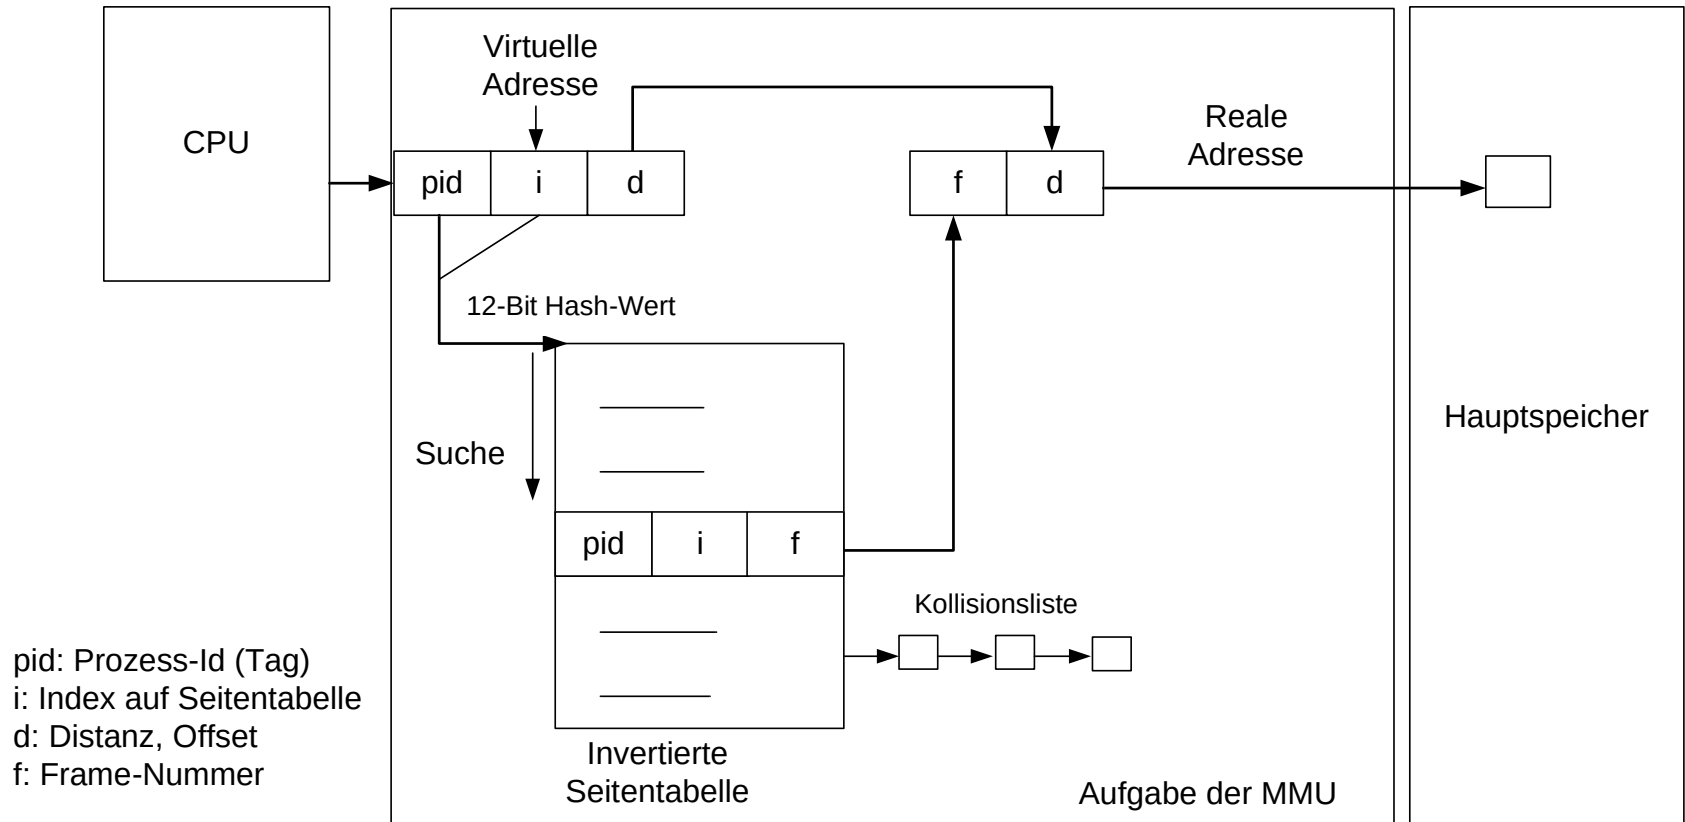 Virtuelle
Adresse
CPU
pid
i
d
f
d
Reale
Adresse
12-Bit Hash-Wert
Suche
Hauptspeicher
pid
i
f
Kollisionsliste
pid: Prozess-Id (Tag)
i: Index auf Seitentabelle
d: Distanz, Offset
f: Frame-Nummer
Invertierte
Seitentabelle
Aufgabe der MMU